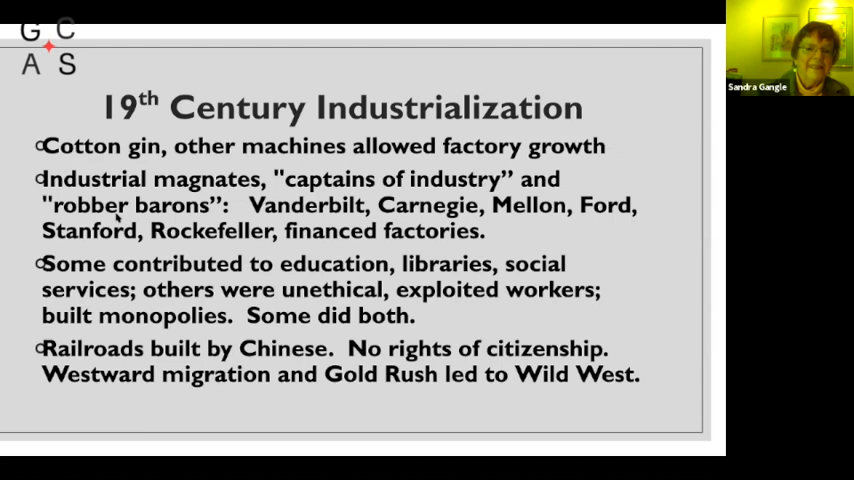 G C
A S
19th Century Industrialization
Cotton gin, other machines allowed factory growth
Industrial magnates, "captains of industry” and
"robber barons”: Vanderbilt, Carnegie, Mellon, Ford,
Stanford, Rockefeller, financed factories.
Some contributed to education, libraries, social
services; others were unethical, exploited workers;
built monopolies. Some did both.
Railroads built by Chinese. No rights of citizenship.
Westward migration and Gold Rush led to Wild West.
Sandra Gangle